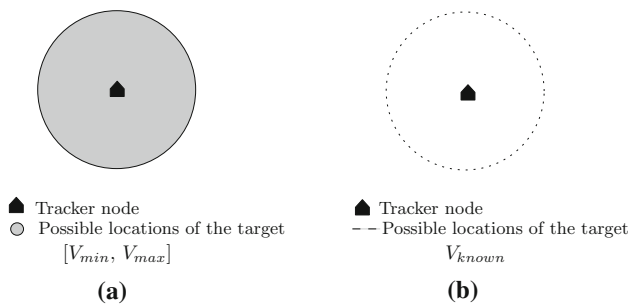 Tracker node
Possible locations of the target
[V_min, V_max]
(a)
Tracker node
Possible locations of the target
V_known
(b)